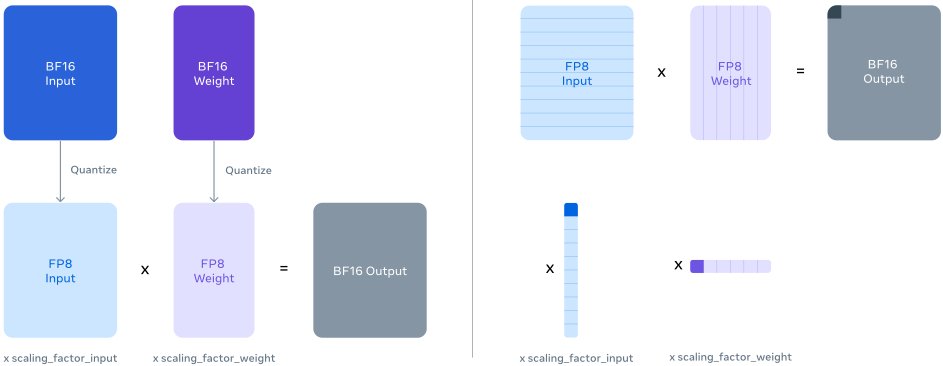 BF16
Input
BF16
Weight
Quantize
Quantize
FP8
Input
x
FP8
Weight
=
BF16 Output
x scaling_factor_input
x scaling_factor_weight
FP8
Input
x
FP8
Weight
=
BF16
Output
x
x
x scaling_factor_input
x scaling_factor_weight